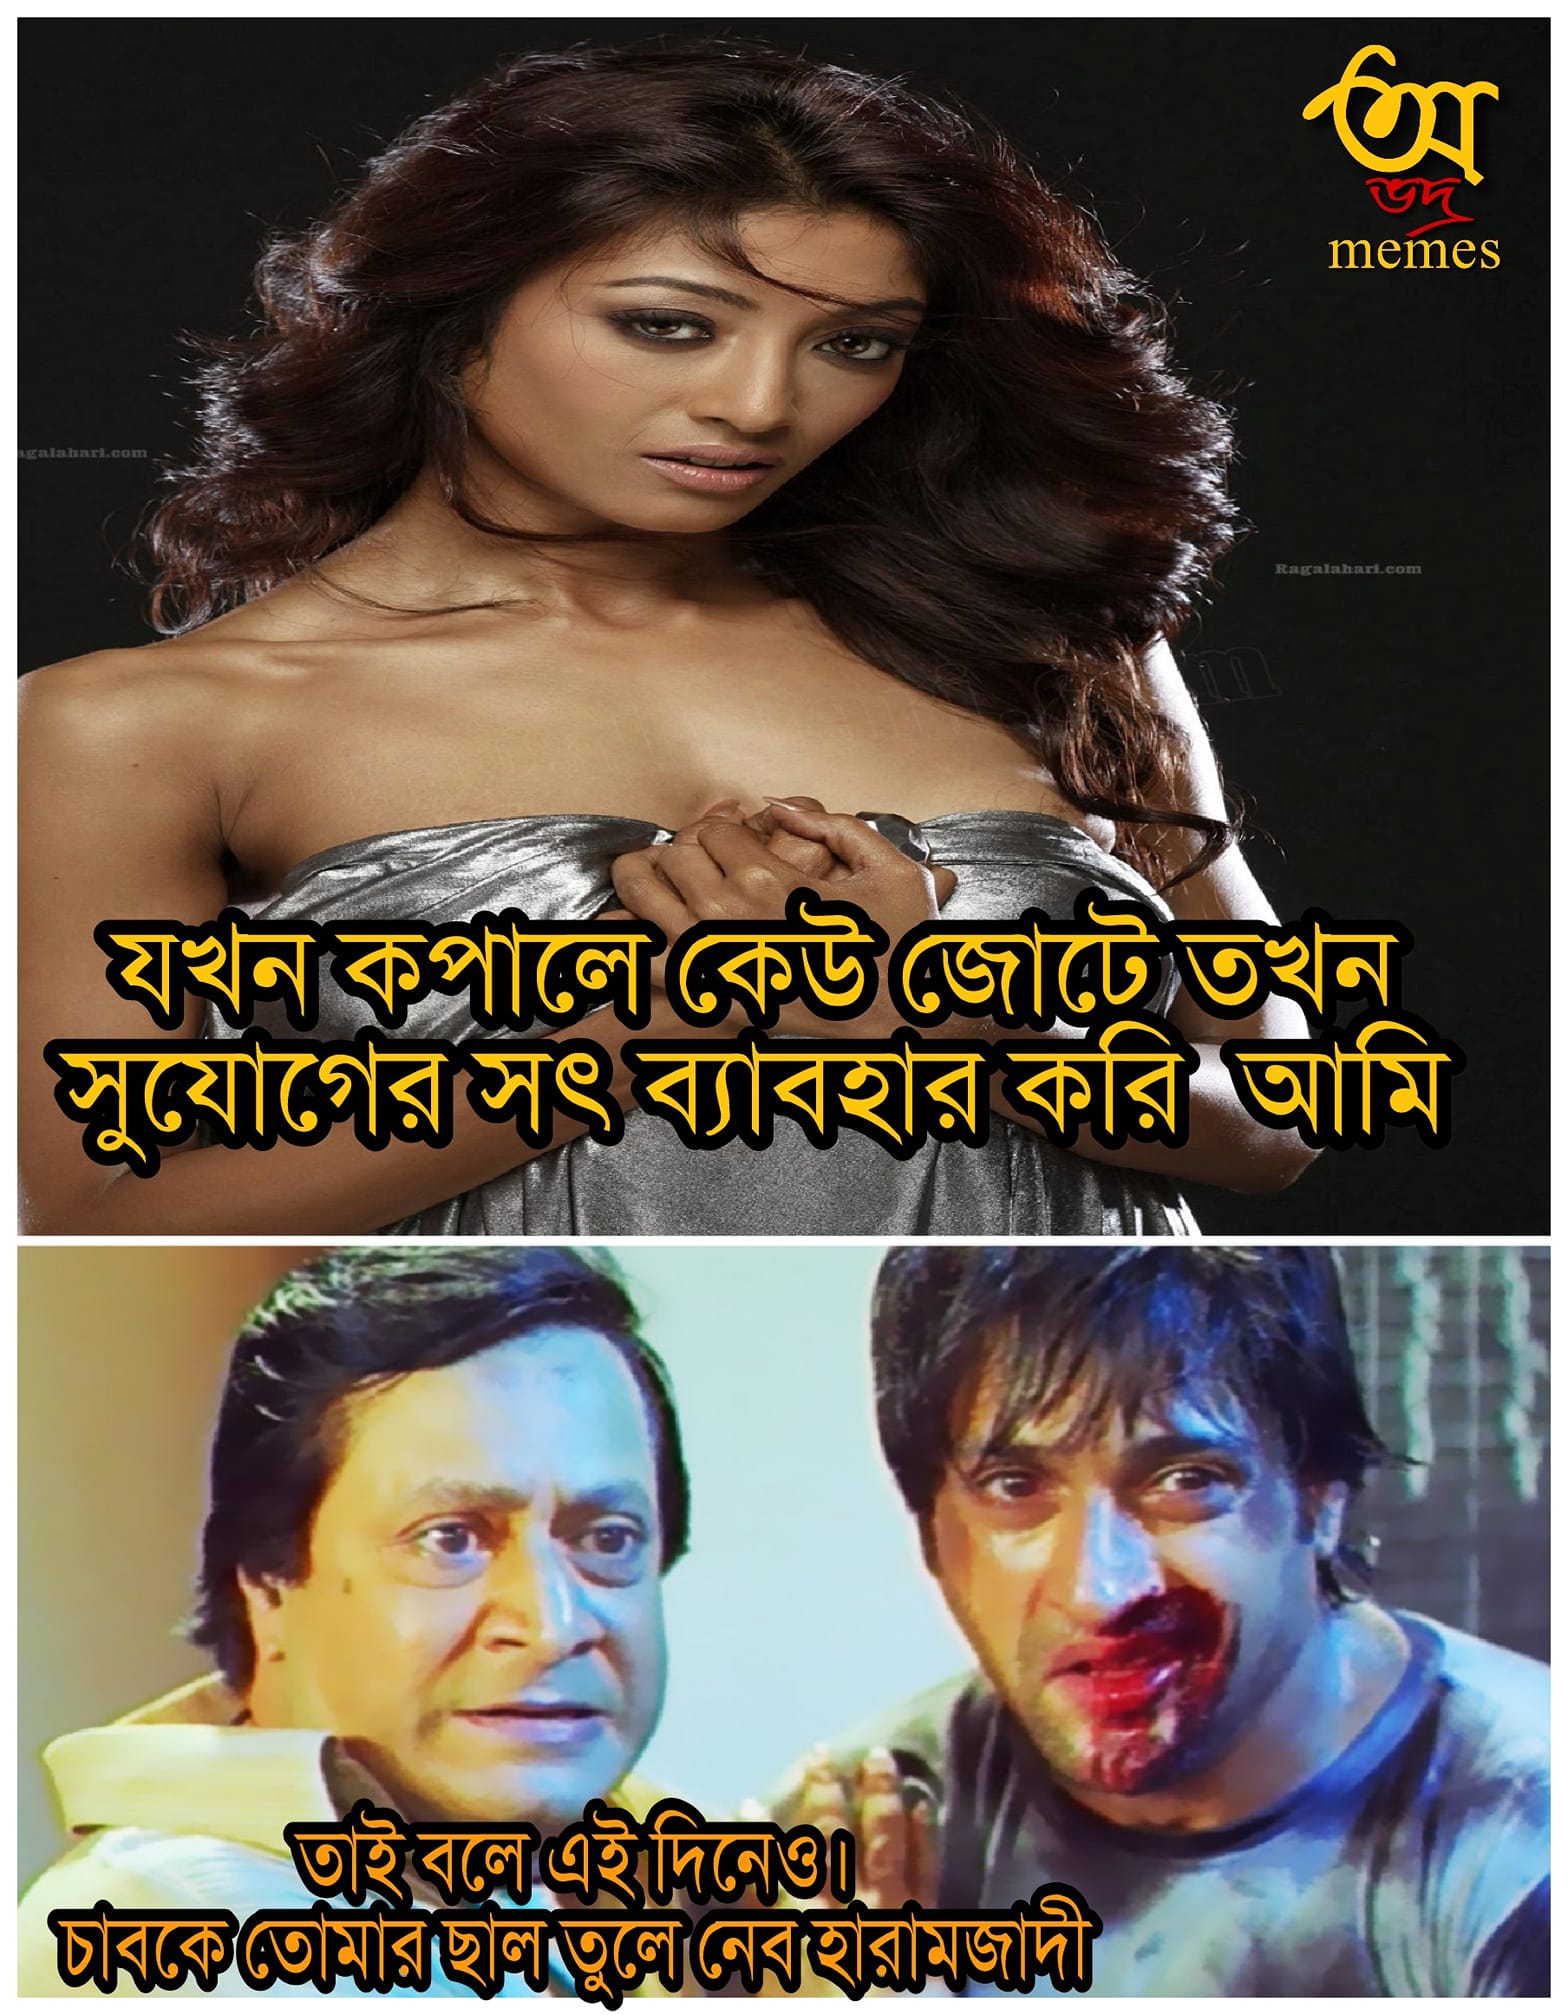 অ
ভদ্র
memes
agalahari.com
Ragalahari.com
যখন কপালে কেউ জোটে তখন
সুযোগের সৎ ব্যাবহার করি আমি
তাই বলে এই দিনেও।
চাবকে তোমার ছাল তুলে নেব হারামজাদী